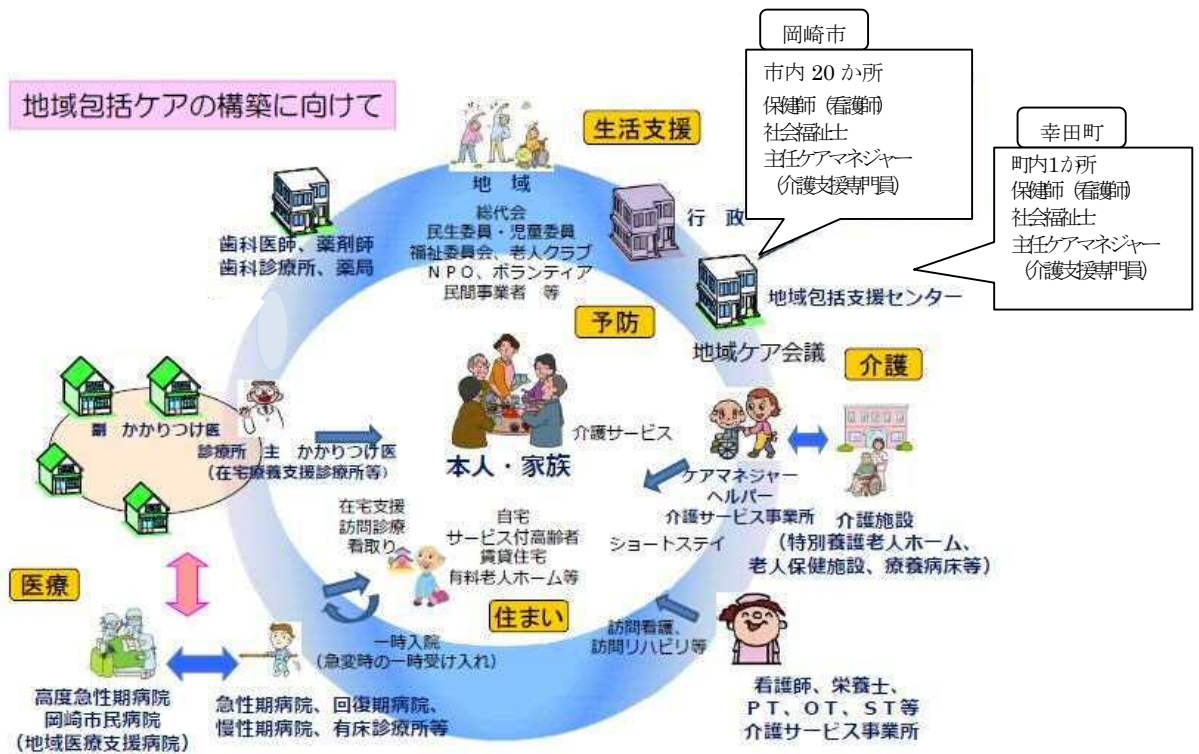 地域包括ケアの構築に向けて
岡崎市
市内 20 か所
保健師（看護師）
社会福祉士
主任ケアマネジャー
（介護支援専門員）
幸田町
町内1か所
保健師（看護師）
社会福祉士
主任ケアマネジャー
（介護支援専門員）
生活支援
地 域
総代会
民生委員・児童委員
福祉委員会、老人クラブ
ＮＰＯ、ボランティア
民間事業者 等
行 政
歯科医師、薬剤師
歯科診療所、薬局
地域包括支援センター
地域ケア会議
予防
介護
副 かかりつけ医
診療所 主 かかりつけ医
（在宅療養支援診療所等）
本人・家族
介護サービス
ケアマネジャー
ヘルパー
介護サービス事業所
介護施設
（特別養護老人ホーム、
老人保健施設、療養病床等）
在宅支援
訪問診療
看取り
自宅
サービス付高齢者
賃貸住宅
有料老人ホーム等
ショートステイ
医療
住まい
一時入院
（急変時の一時受け入れ）
訪問看護、
訪問リハビリ等
高度急性期病院
岡崎市民病院
（地域医療支援病院）
急性期病院、回復期病院、
慢性期病院、有床診療所等
看護師、栄養士、
ＰＴ、ＯＴ、ＳＴ等
介護サービス事業所